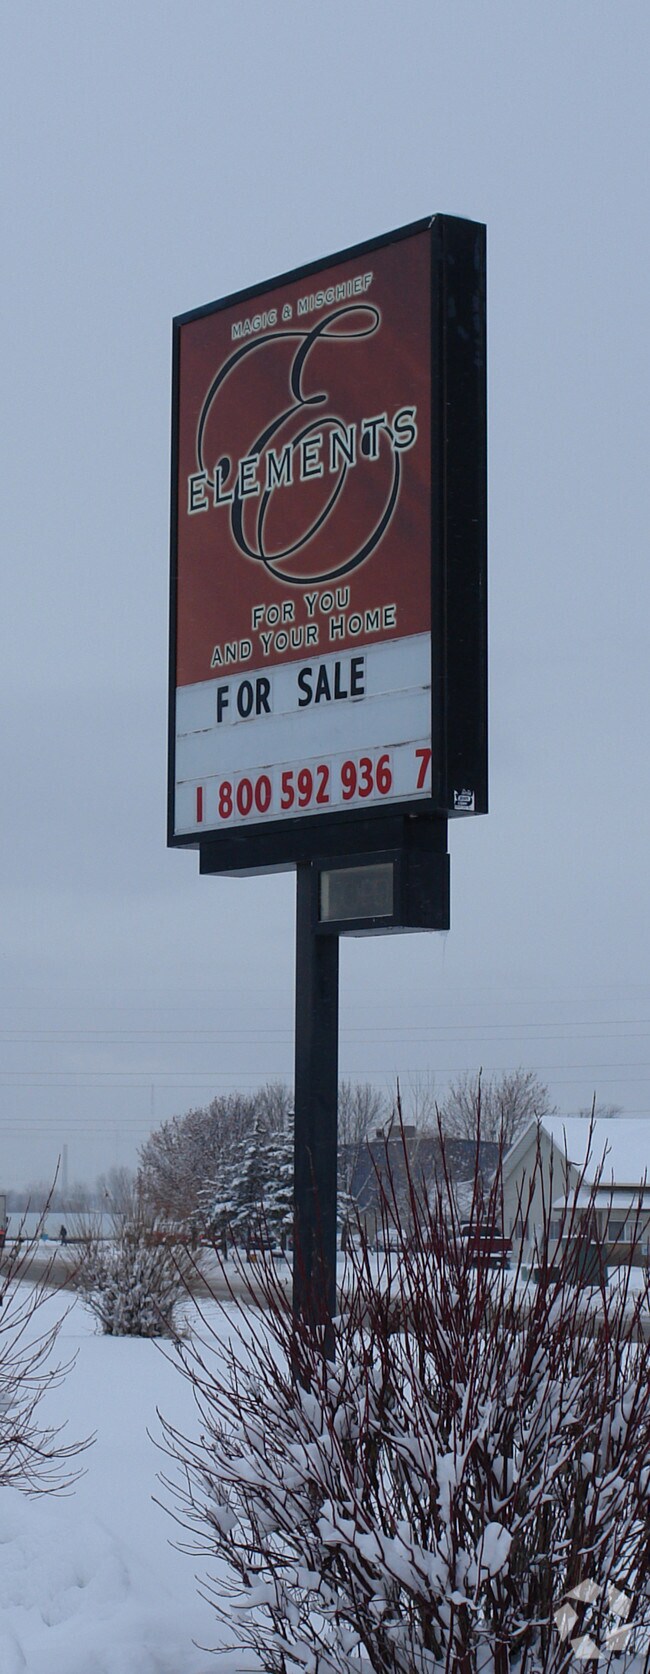 MAGIC & MISCHIEF
E
ELEMENTS
FOR YOU
AND YOUR HOME
FOR SALE
1 800 592 936 7